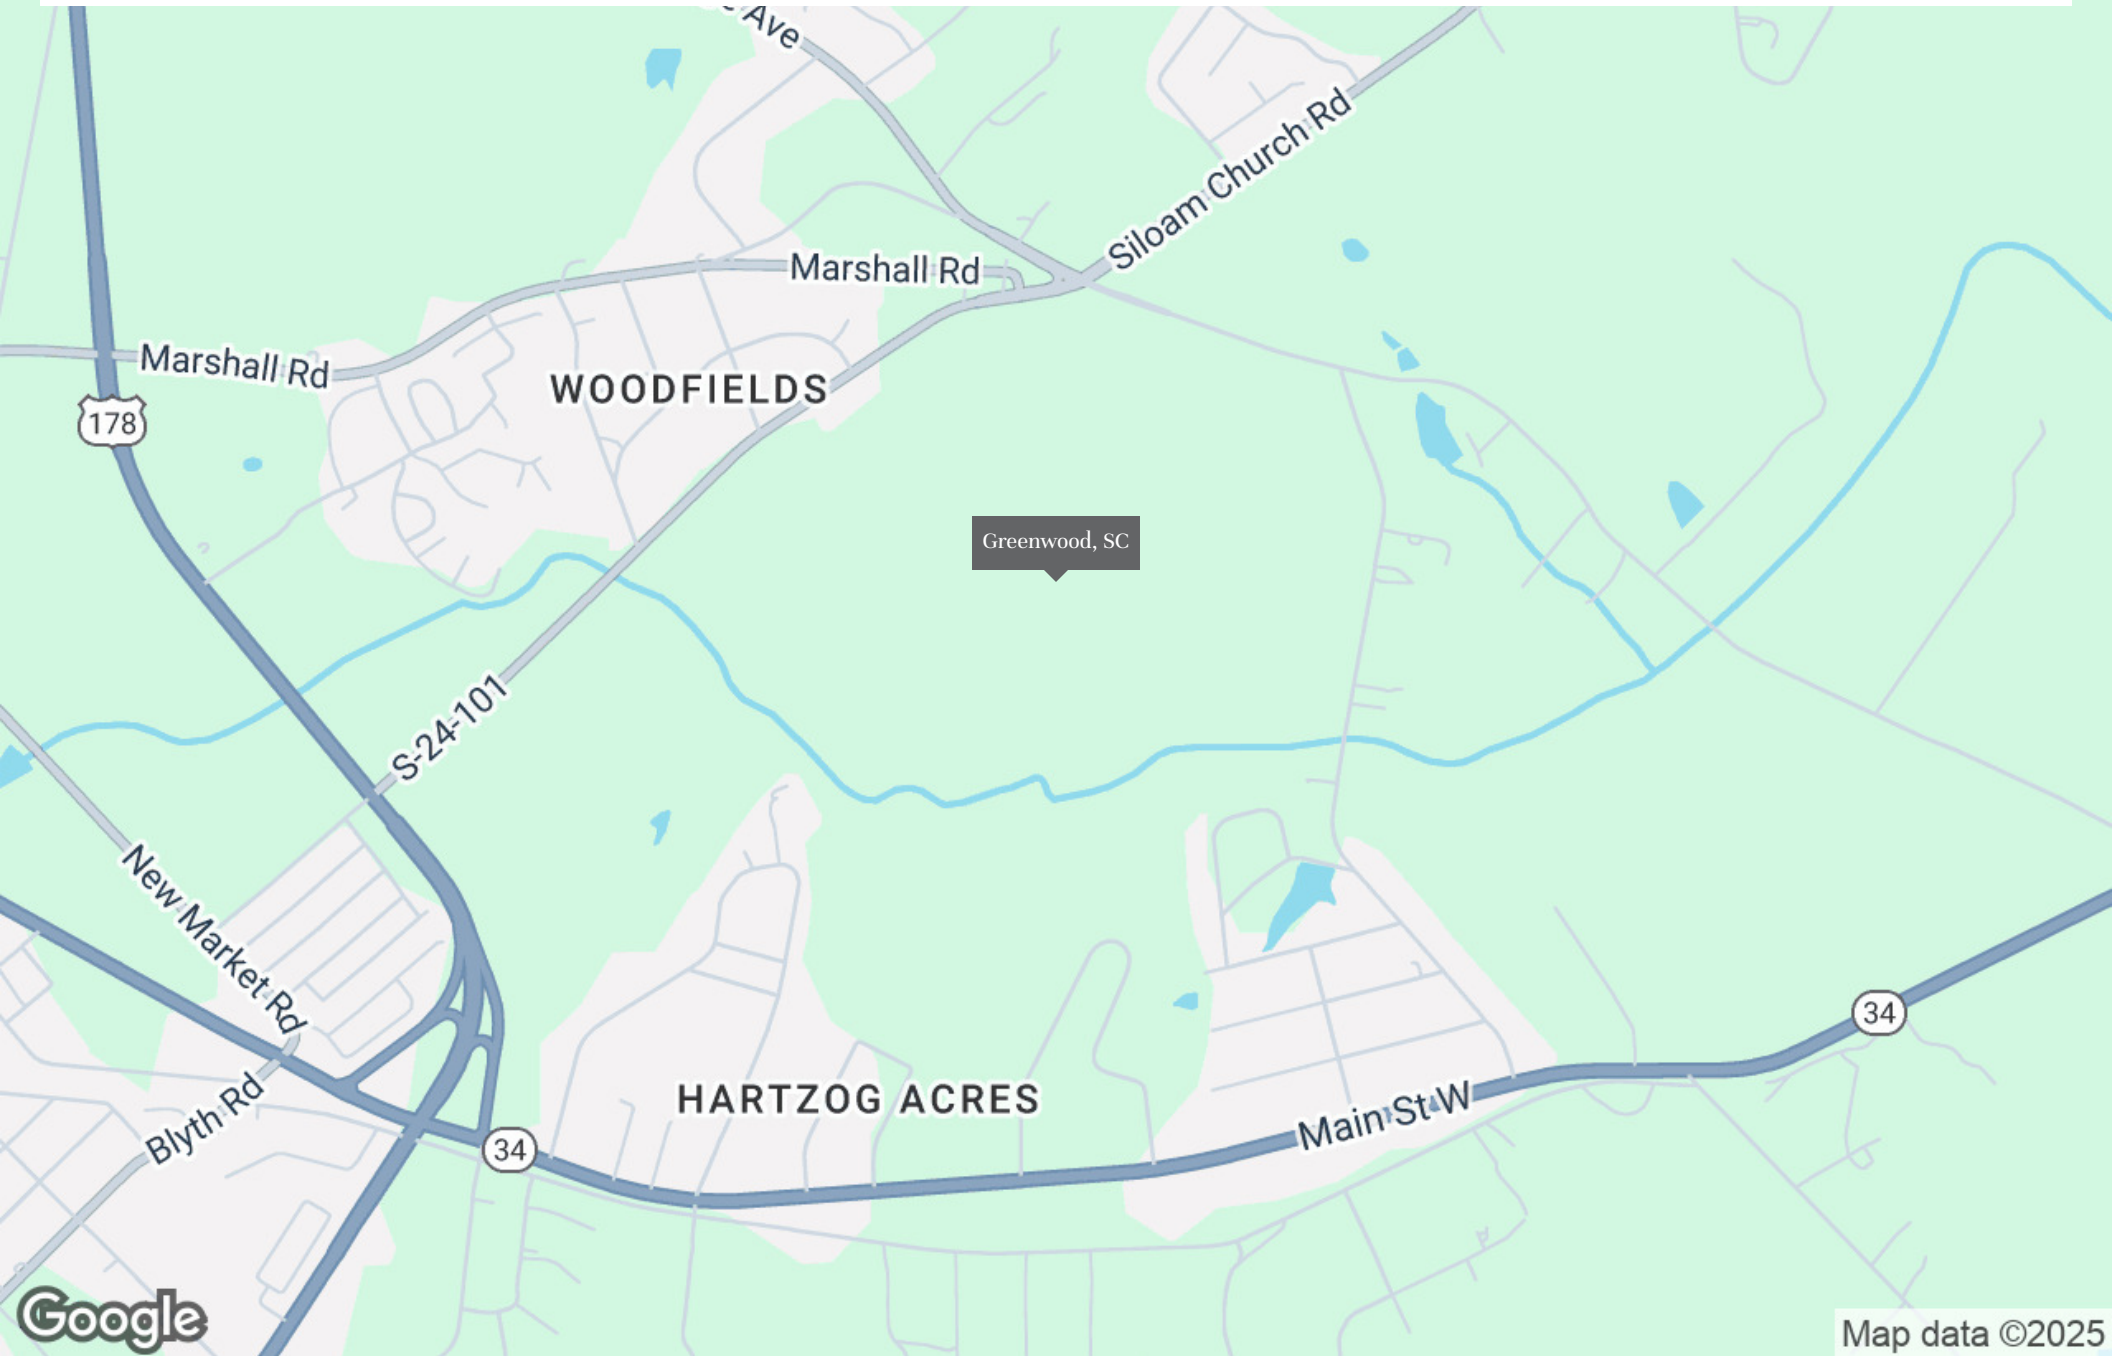 Ave
Siloam Church Rd
Marshall Rd
Marshall Rd
WOODFIELDS
178
Greenwood, SC
S-24-101
New Market Rd
HARTZOG ACRES
Blyth Rd
34
Main St W
34
Google
Map data ©2025